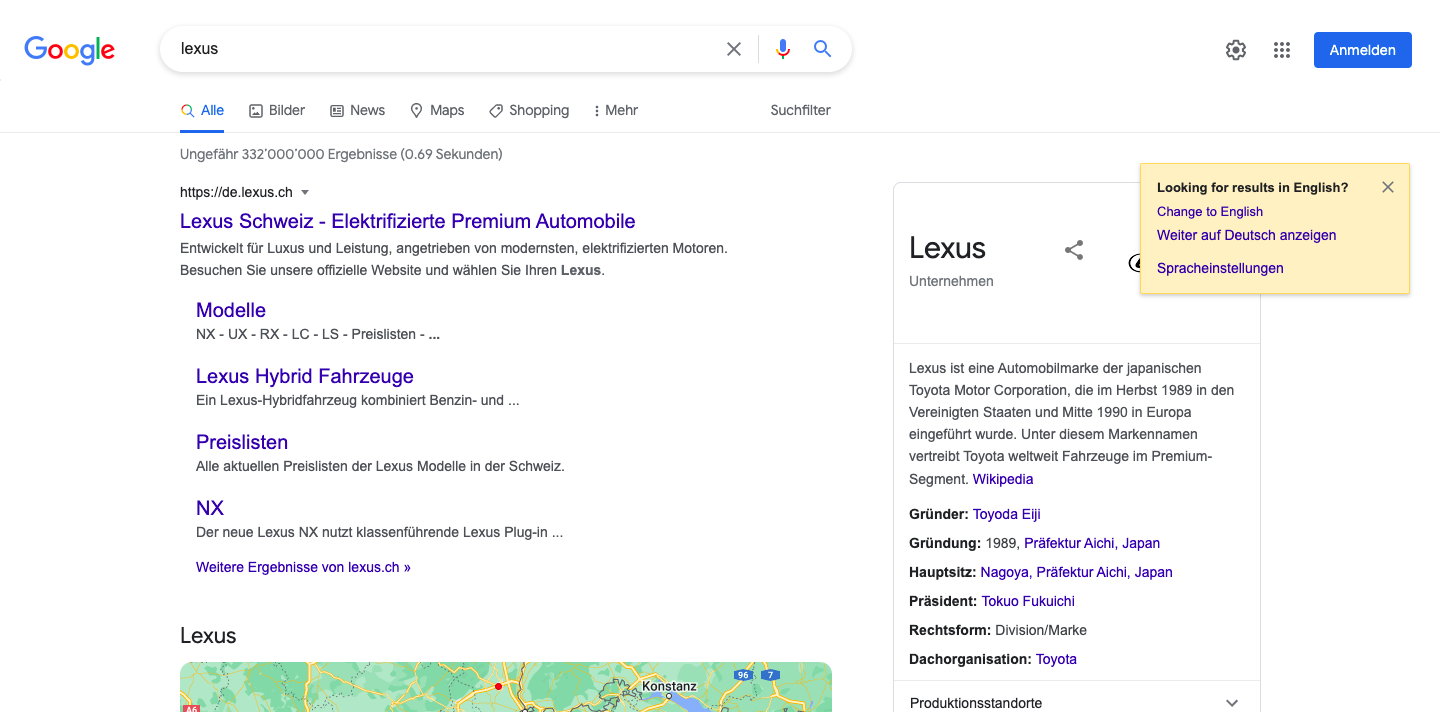 Google
lexus
Anmelden
Alle
Bilder
News
Maps
Shopping
Mehr
Suchfilter
Ungefähr 332’000’000 Ergebnisse (0.69 Sekunden)
https://de.lexus.ch
Lexus Schweiz - Elektrifizierte Premium Automobile
Entwickelt für Luxus und Leistung, angetrieben von modernsten, elektrifizierten Motoren.
Besuchen Sie unsere offizielle Website und wählen Sie Ihren Lexus.
Modelle
NX - UX - RX - LC - LS - Preislisten - ...
Lexus Hybrid Fahrzeuge
Ein Lexus-Hybridfahrzeug kombiniert Benzin- und ...
Preislisten
Alle aktuellen Preislisten der Lexus Modelle in der Schweiz.
NX
Der neue Lexus NX nutzt klassenführende Lexus Plug-in ...
Weitere Ergebnisse von lexus.ch »
Lexus
96
7
Konstanz
A6
Looking for results in English?
Change to English
Weiter auf Deutsch anzeigen
Spracheinstellungen
Lexus
Unternehmen
Lexus ist eine Automobilmarke der japanischen
Toyota Motor Corporation, die im Herbst 1989 in den
Vereinigten Staaten und Mitte 1990 in Europa
eingeführt wurde. Unter diesem Markennamen
vertreibt Toyota weltweit Fahrzeuge im Premium-
Segment. Wikipedia
Gründer: Toyoda Eiji
Gründung: 1989, Präfektur Aichi, Japan
Hauptsitz: Nagoya, Präfektur Aichi, Japan
Präsident: Tokuo Fukuichi
Rechtsform: Division/Marke
Dachorganisation: Toyota
Produktionsstandorte